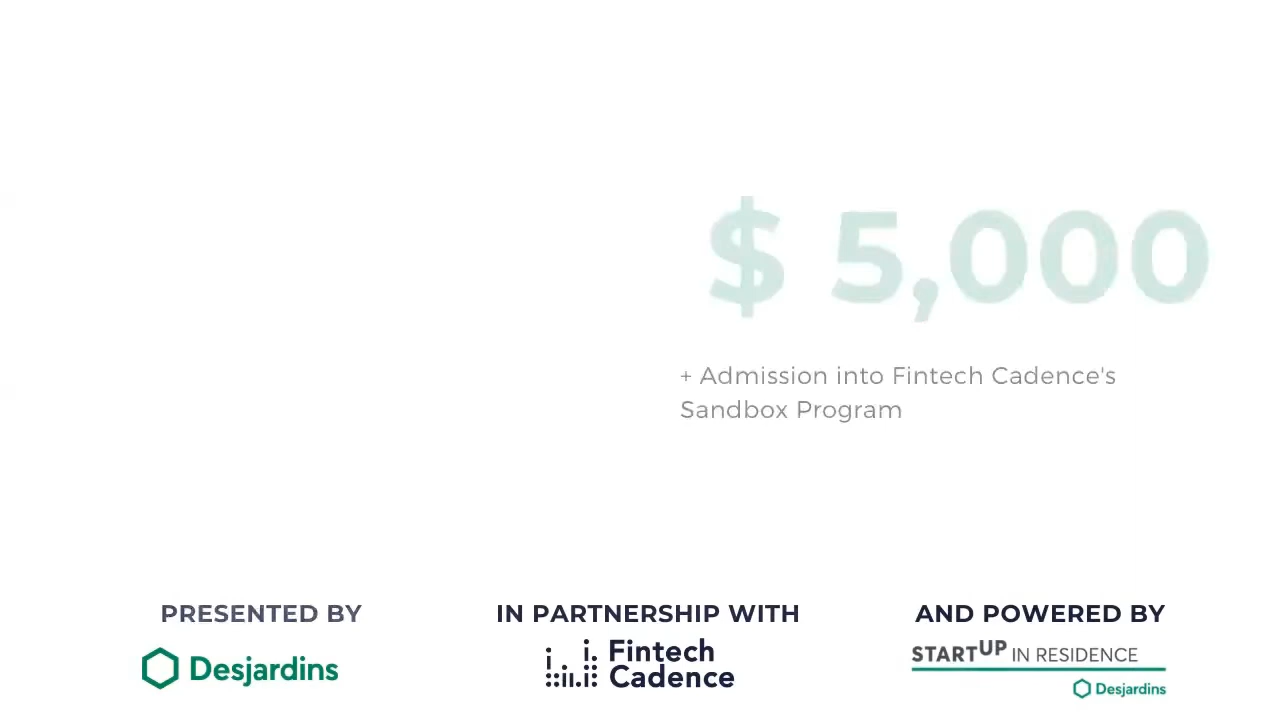 $ 5,000
+ Admission into Fintech Cadence's
Sandbox Program
PRESENTED BY
Desjardins
IN PARTNERSHIP WITH
Fintech
Cadence
AND POWERED BY
STARTUP IN RESIDENCE
Desjardins